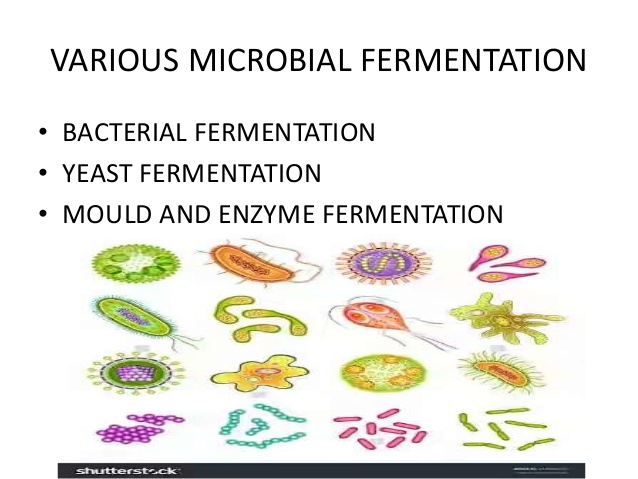 VARIOUS MICROBIAL FERMENTATION
• BACTERIAL FERMENTATION
• YEAST FERMENTATION
• MOULD AND ENZYME FERMENTATION
shutterstock